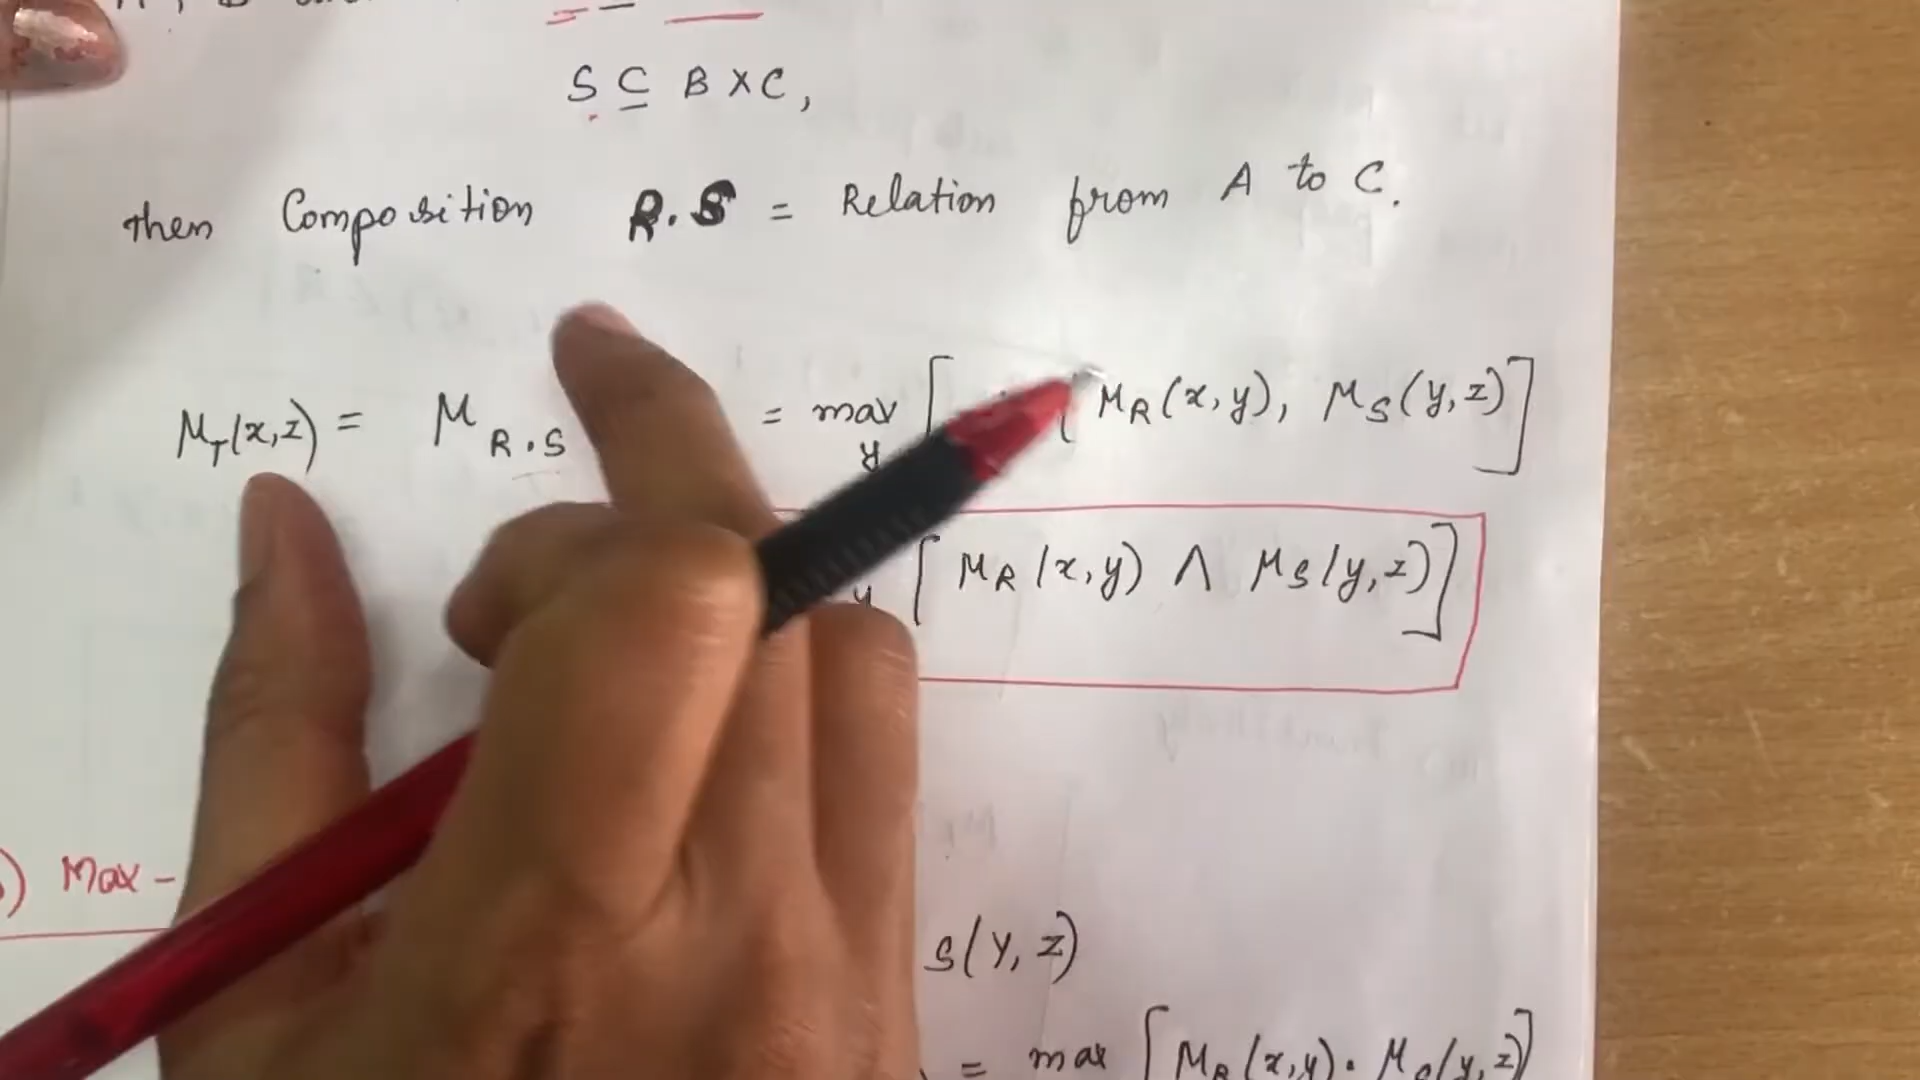 S ⊆ B × C,
then Composition R.S = Relation from A to C.
μT(x,z) = μR.S = max y [ ( μR(x,y), μS(y,z) ]
y [ μR(x,y) ∧ μS(y,z) ]
) Max -
S(Y, Z)
= max [ μR(x,y) . μS(y,z) ]